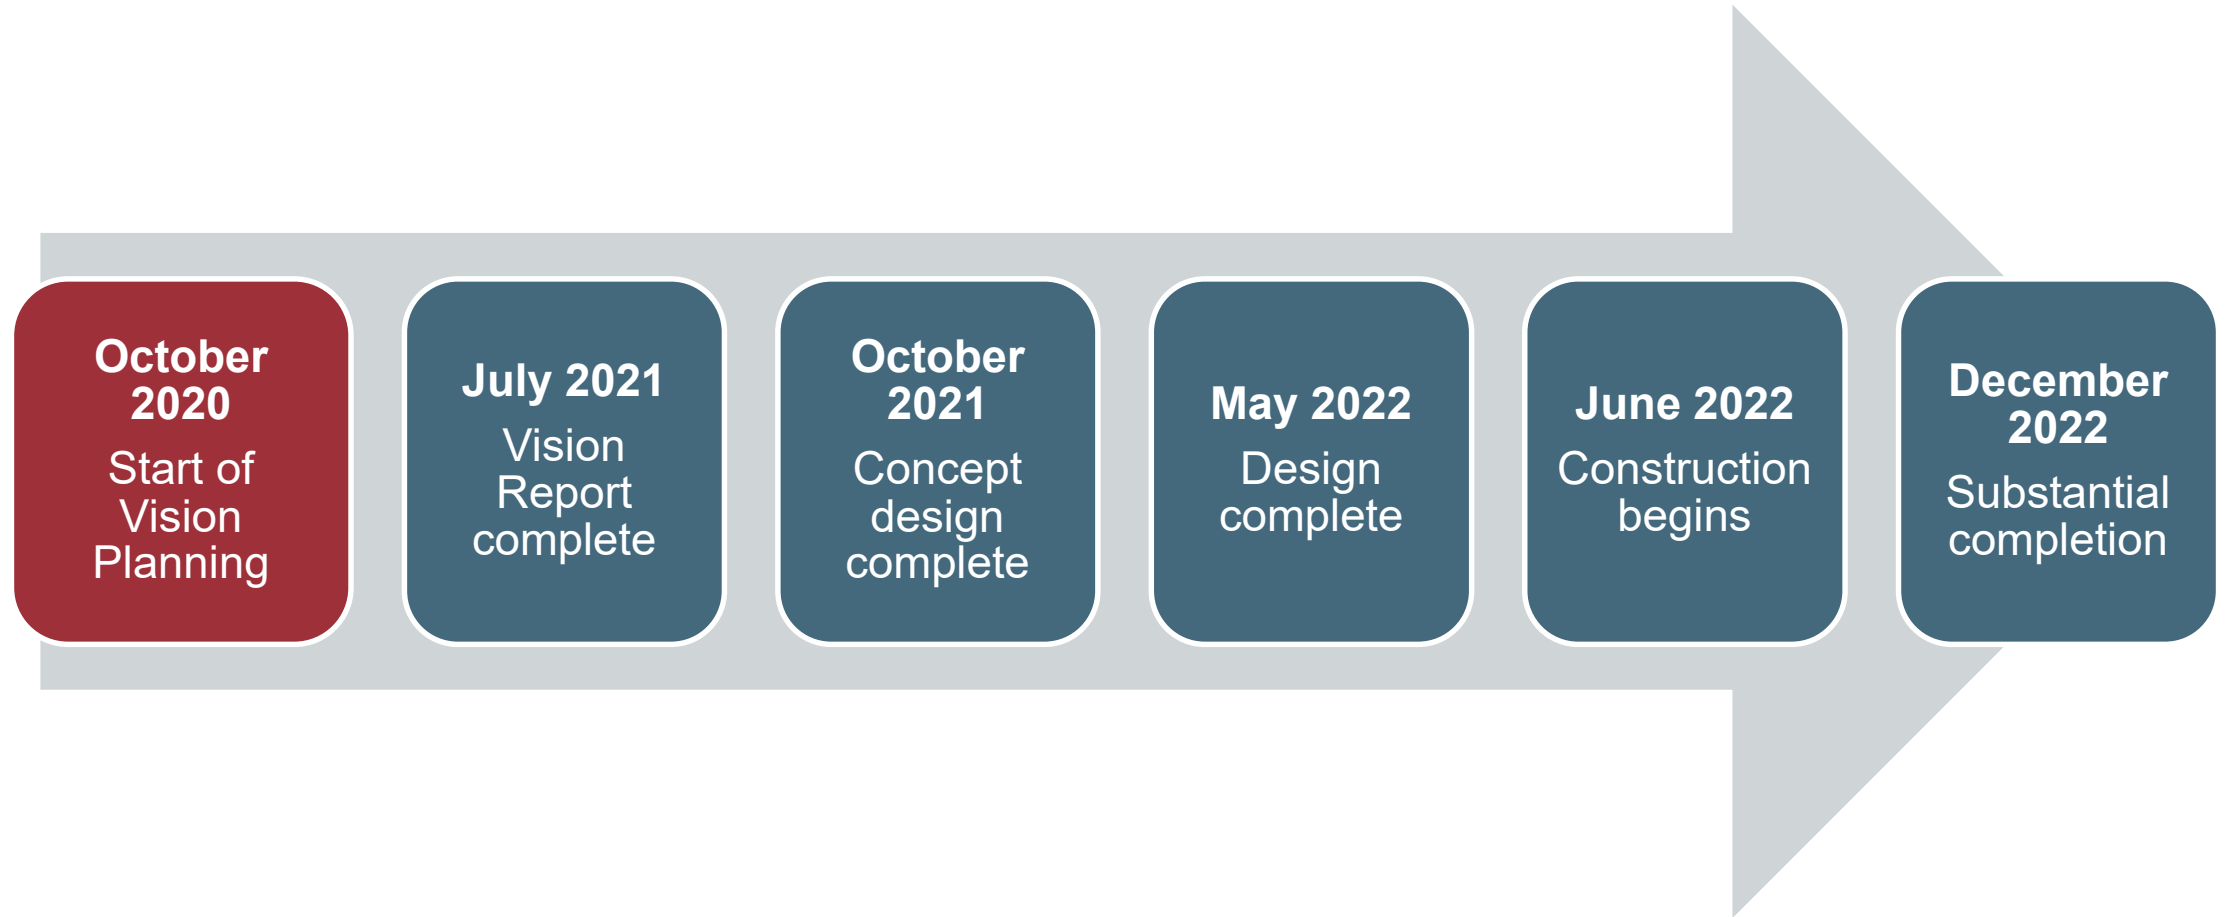 October
2020
Start of
Vision
Planning
July 2021
Vision
Report
complete
October
2021
Concept
design
complete
May 2022
Design
complete
June 2022
Construction
begins
December
2022
Substantial
completion